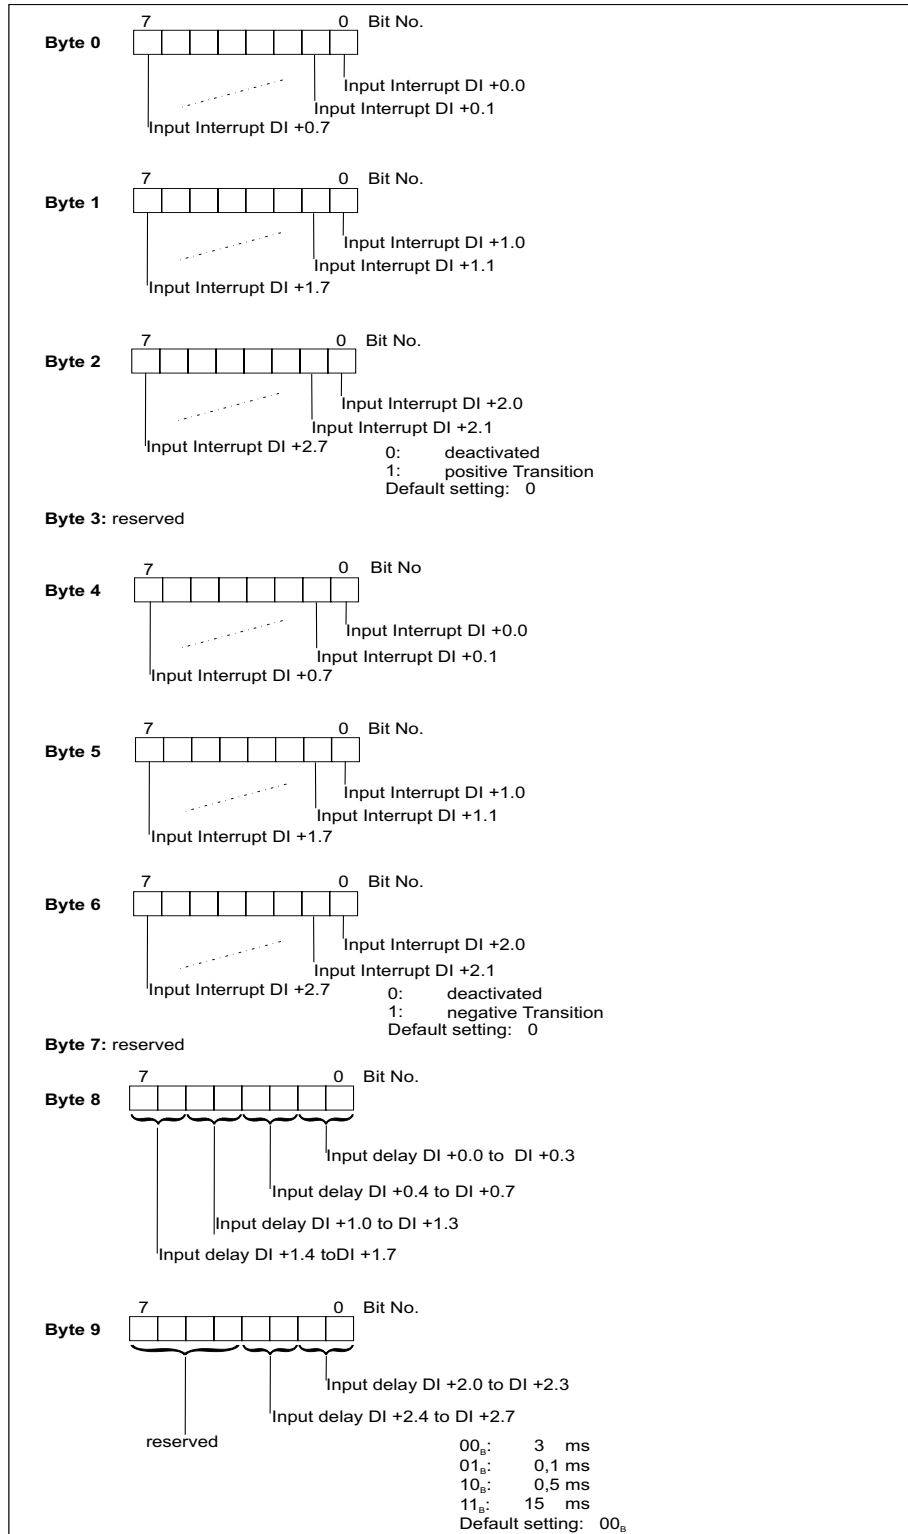 7 0 Bit No.
Byte 0
Input Interrupt DI +0.0
Input Interrupt DI +0.1
Input Interrupt DI +0.7
7 0 Bit No.
Byte 1
Input Interrupt DI +1.0
Input Interrupt DI +1.1
Input Interrupt DI +1.7
7 0 Bit No.
Byte 2
Input Interrupt DI +2.0
Input Interrupt DI +2.1
Input Interrupt DI +2.7
0: deactivated
1: positive Transition
Default setting: 0
Byte 3: reserved
7 0 Bit No
Byte 4
Input Interrupt DI +0.0
Input Interrupt DI +0.1
Input Interrupt DI +0.7
7 0 Bit No.
Byte 5
Input Interrupt DI +1.0
Input Interrupt DI +1.1
Input Interrupt DI +1.7
7 0 Bit No.
Byte 6
Input Interrupt DI +2.0
Input Interrupt DI +2.1
Input Interrupt DI +2.7
0: deactivated
1: negative Transition
Default setting: 0
Byte 7: reserved
7 0 Bit No.
Byte 8
Input delay DI +0.0 to DI +0.3
Input delay DI +0.4 to DI +0.7
Input delay DI +1.0 to DI +1.3
Input delay DI +1.4 toDI +1.7
7 0 Bit No.
Byte 9
Input delay DI +2.0 to DI +2.3
Input delay DI +2.4 to DI +2.7
reserved
00B: 3 ms
01B: 0,1 ms
10B: 0,5 ms
11B: 15 ms
Default setting: 00B